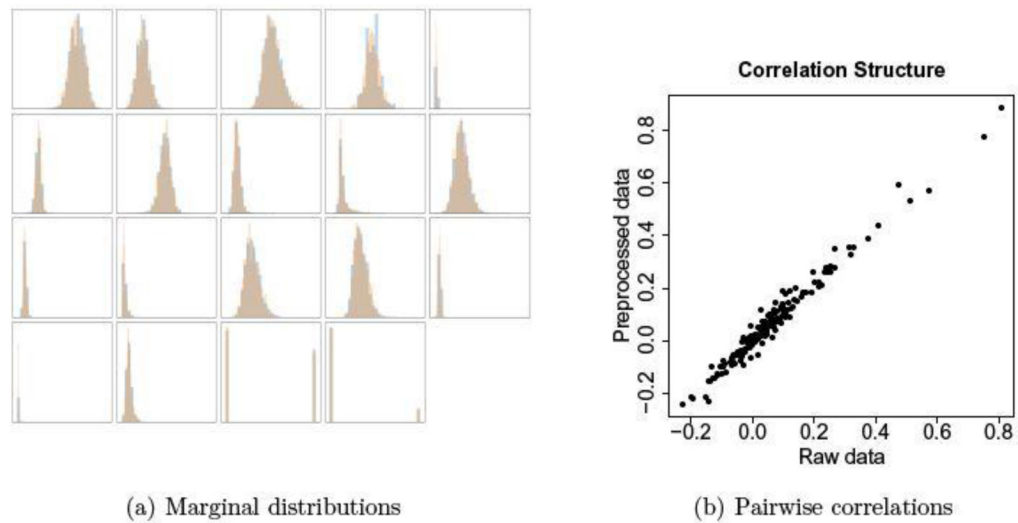 Correlation Structure
Preprocessed data
−0.2 0.0 0.2 0.4 0.6 0.8
−0.2 0.0 0.2 0.4 0.6 0.8
Raw data
(a) Marginal distributions
(b) Pairwise correlations